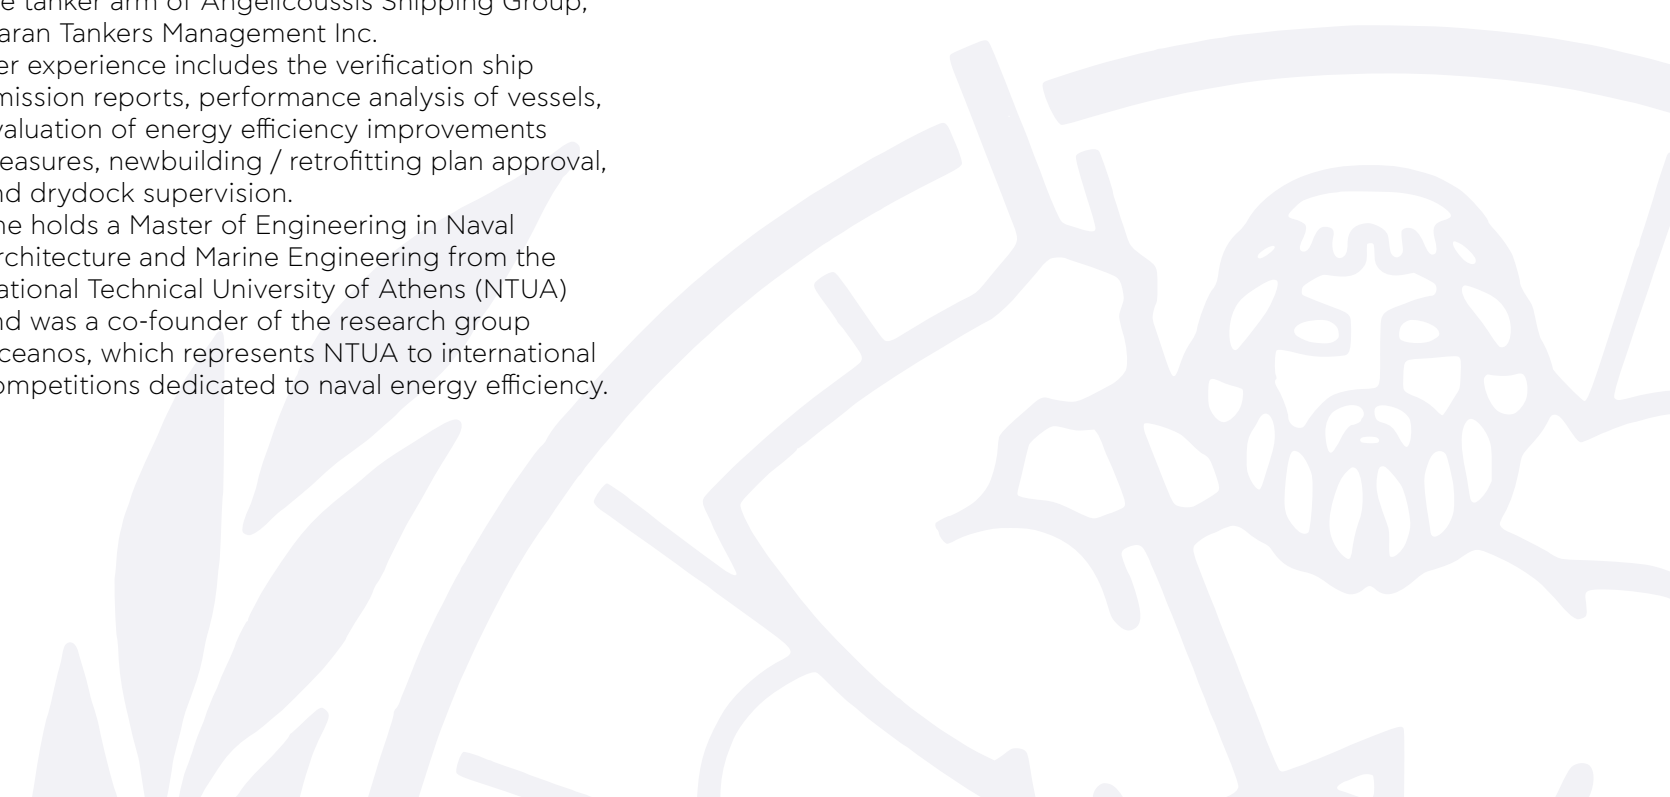 e tanker arm of Angelicoussis Shipping Group,
aran Tankers Management Inc.
er experience includes the verification ship
mission reports, performance analysis of vessels,
valuation of energy efficiency improvements
easures, newbuilding / retrofitting plan approval,
nd drydock supervision.
he holds a Master of Engineering in Naval
rchitecture and Marine Engineering from the
ational Technical University of Athens (NTUA)
nd was a co-founder of the research group
ceanos, which represents NTUA to international
ompetitions dedicated to naval energy efficiency.